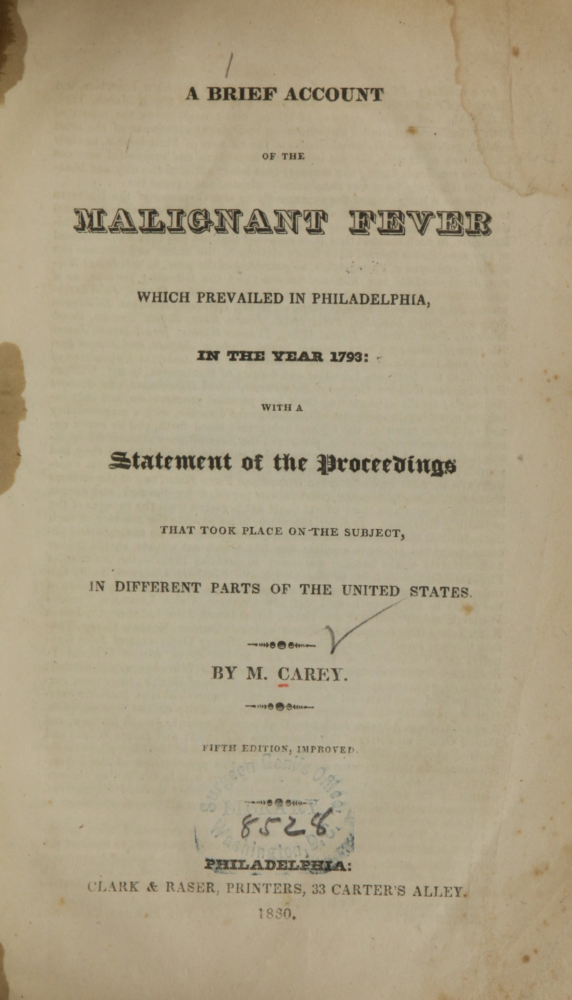 A BRIEF ACCOUNT
OF THE
MALIGNANT FEVER
WHICH PREVAILED IN PHILADELPHIA,
IN THE YEAR 1793:
WITH A
Statement of the Proceedings
THAT TOOK PLACE ON THE SUBJECT,
IN DIFFERENT PARTS OF THE UNITED STATES.
BY M. CAREY.
FIFTH EDITION, IMPROVED.
Surgeon Genl's Office
LIBRARY
8528
Washington, D.C.
PHILADELPHIA:
CLARK & RASER, PRINTERS, 33 CARTER'S ALLEY.
1830.